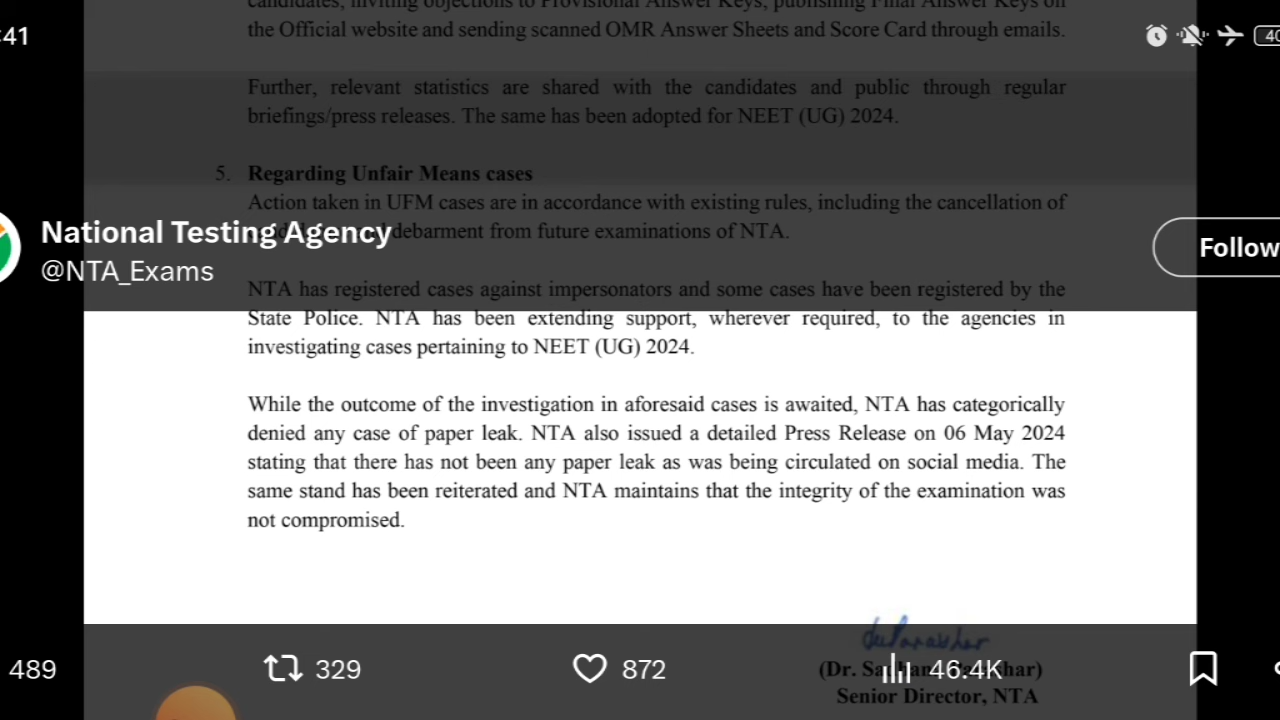 :41
40
candidates, inviting objections to Provisional Answer Keys, publishing Final Answer Keys on
the Official website and sending scanned OMR Answer Sheets and Score Card through emails.
Further, relevant statistics are shared with the candidates and public through regular
briefings/press releases. The same has been adopted for NEET (UG) 2024.
5. Regarding Unfair Means cases
Action taken in UFM cases are in accordance with existing rules, including the cancellation of
debarment from future examinations of NTA.
National Testing Agency
@NTA_Exams
Follow
NTA has registered cases against impersonators and some cases have been registered by the
State Police. NTA has been extending support, wherever required, to the agencies in
investigating cases pertaining to NEET (UG) 2024.
While the outcome of the investigation in aforesaid cases is awaited, NTA has categorically
denied any case of paper leak. NTA also issued a detailed Press Release on 06 May 2024
stating that there has not been any paper leak as was being circulated on social media. The
same stand has been reiterated and NTA maintains that the integrity of the examination was
not compromised.
489
329
872
46.4K
(Dr.
Senior Director, NTA